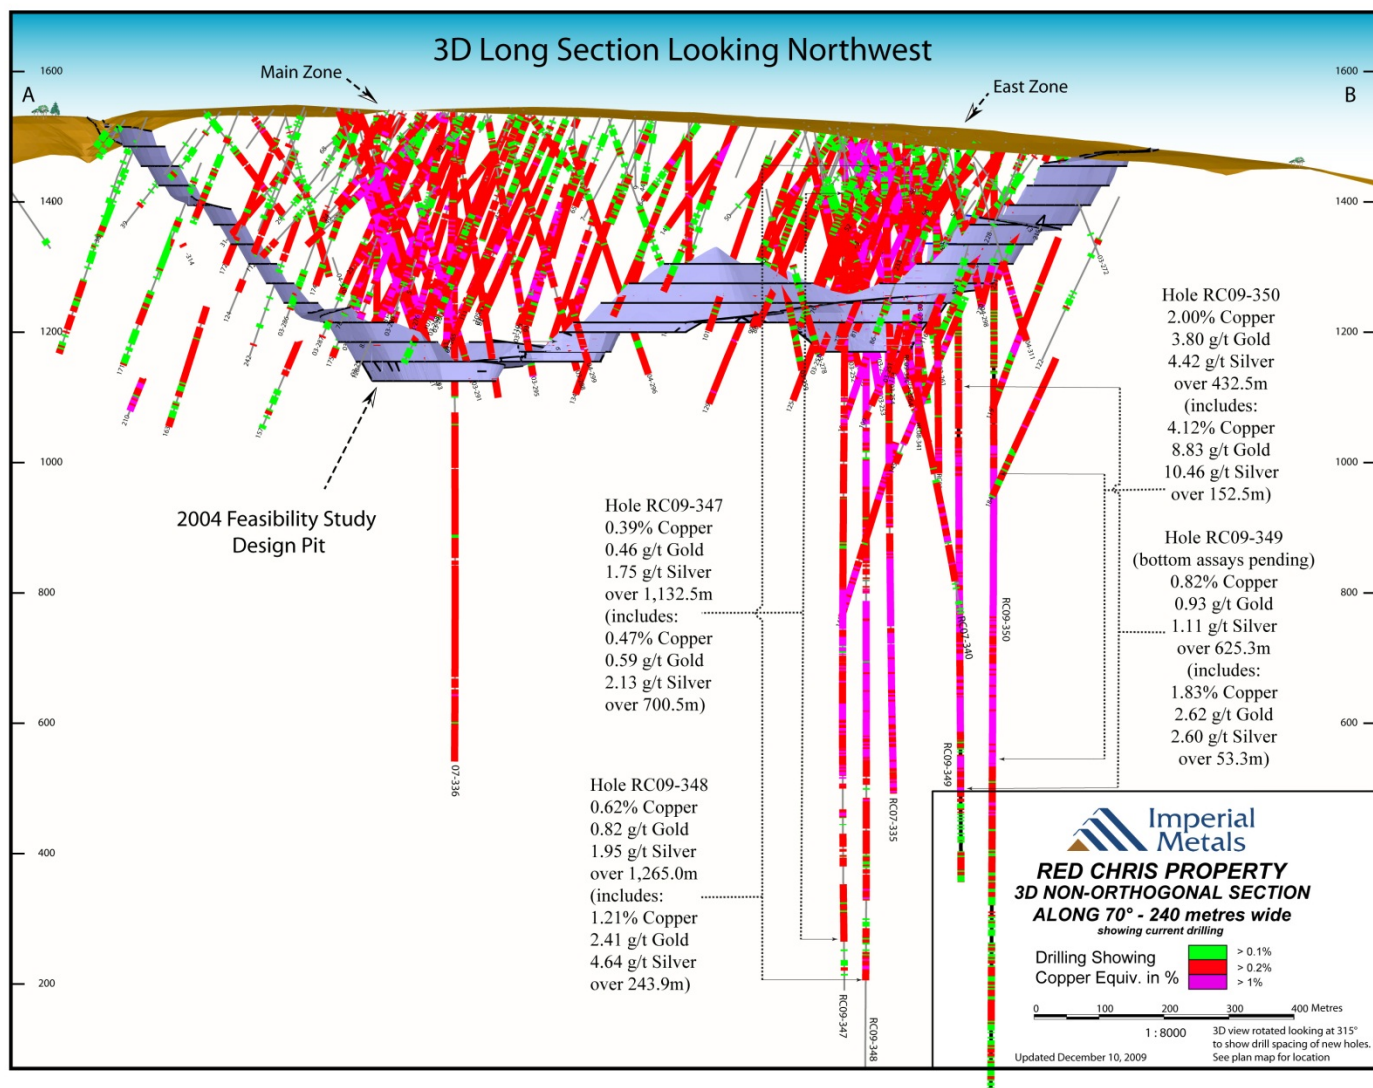 3D Long Section Looking Northwest
Main Zone
East Zone
A
B
1600
1400
1200
1000
800
600
400
200
1600
1400
1200
1000
800
600
2004 Feasibility Study
Design Pit
Hole RC09-347
0.39% Copper
0.46 g/t Gold
1.75 g/t Silver
over 1,132.5m
(includes:
0.47% Copper
0.59 g/t Gold
2.13 g/t Silver
over 700.5m)
Hole RC09-348
0.62% Copper
0.82 g/t Gold
1.95 g/t Silver
over 1,265.0m
(includes:
1.21% Copper
2.41 g/t Gold
4.64 g/t Silver
over 243.9m)
Hole RC09-350
2.00% Copper
3.80 g/t Gold
4.42 g/t Silver
over 432.5m
(includes:
4.12% Copper
8.83 g/t Gold
10.46 g/t Silver
over 152.5m)
Hole RC09-349
(bottom assays pending)
0.82% Copper
0.93 g/t Gold
1.11 g/t Silver
over 625.3m
(includes:
1.83% Copper
2.62 g/t Gold
2.60 g/t Silver
over 53.3m)
07-336
RC09-347
RC09-348
RC07-335
RC09-349
RC07-340
RC09-350
03-272
04-296
242
124
210
Imperial
Metals
RED CHRIS PROPERTY
3D NON-ORTHOGONAL SECTION
ALONG 70° - 240 metres wide
showing current drilling
Drilling Showing
Copper Equiv. in %
> 0.1%
> 0.2%
> 1%
0 100 200 300 400 Metres
1 : 8000
3D view rotated looking at 315°
to show drill spacing of new holes.
See plan map for location
Updated December 10, 2009